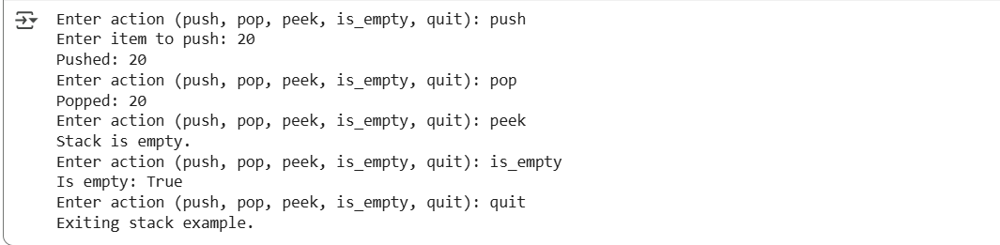 Enter action (push, pop, peek, is_empty, quit): push
Enter item to push: 20
Pushed: 20
Enter action (push, pop, peek, is_empty, quit): pop
Popped: 20
Enter action (push, pop, peek, is_empty, quit): peek
Stack is empty.
Enter action (push, pop, peek, is_empty, quit): is_empty
Is empty: True
Enter action (push, pop, peek, is_empty, quit): quit
Exiting stack example.